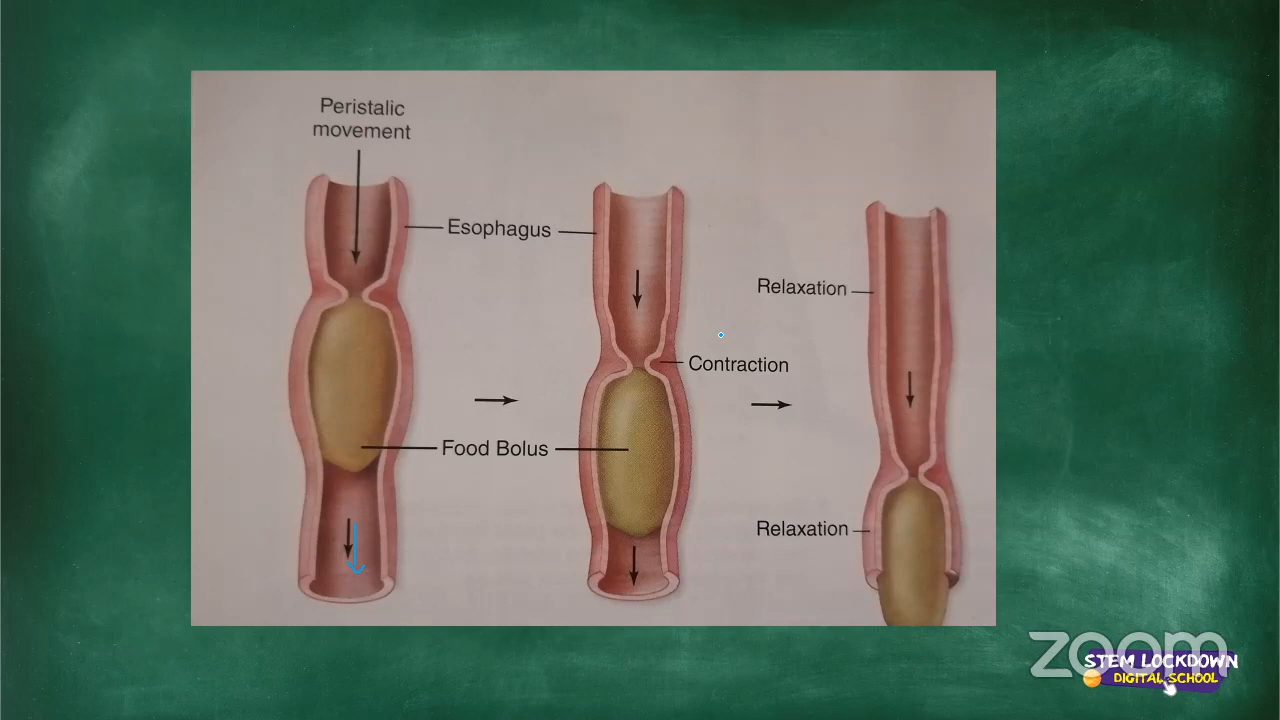 Peristalic
movement
Esophagus
Relaxation
Contraction
Food Bolus
Relaxation
zoom
STEM LOCKDOWN
DIGITAL SCHOOL